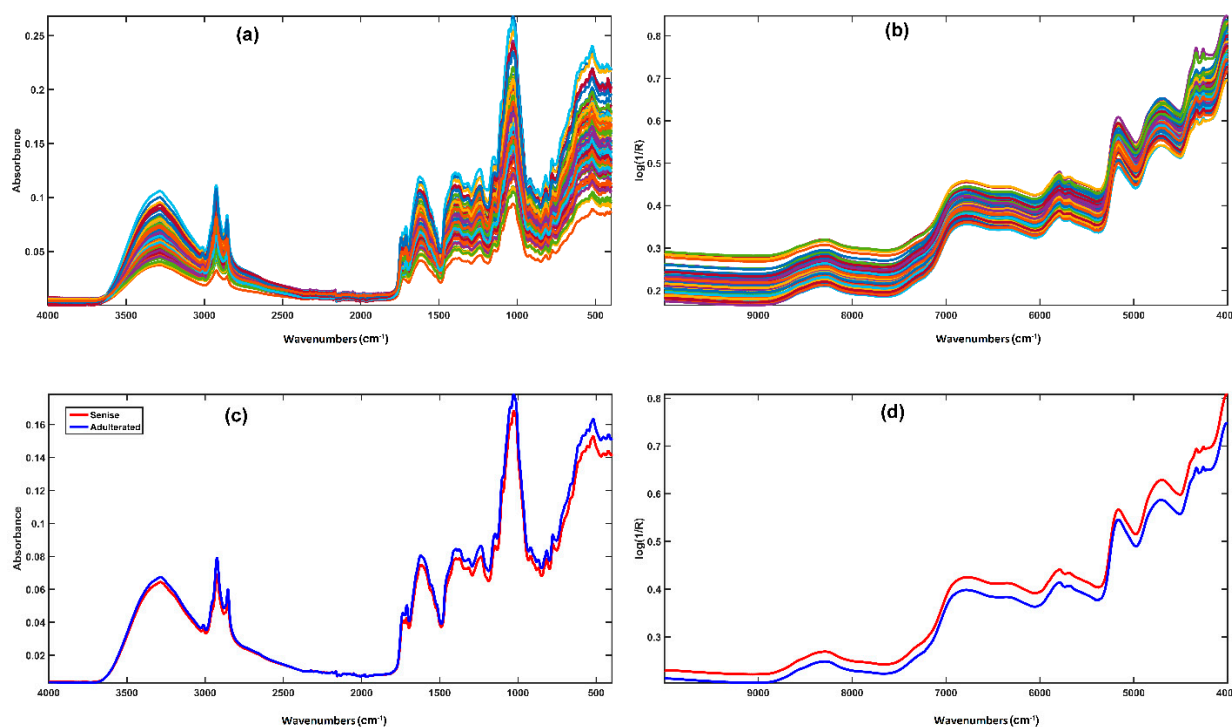 (a)
Absorbance
0.25
0.2
0.15
0.1
0.05
4000 3500 3000 2500 2000 1500 1000 500
Wavenumbers (cm-1)
(b)
log(1/R)
0.8
0.7
0.6
0.5
0.4
0.3
0.2
9000 8000 7000 6000 5000 400
Wavenumbers (cm-1)
(c)
Senise
Adulterated
Absorbance
0.16
0.14
0.12
0.1
0.08
0.06
0.04
0.02
4000 3500 3000 2500 2000 1500 1000 500
Wavenumbers (cm-1)
(d)
log(1/R)
0.8
0.7
0.6
0.5
0.4
0.3
9000 8000 7000 6000 5000 400
Wavenumbers (cm-1)